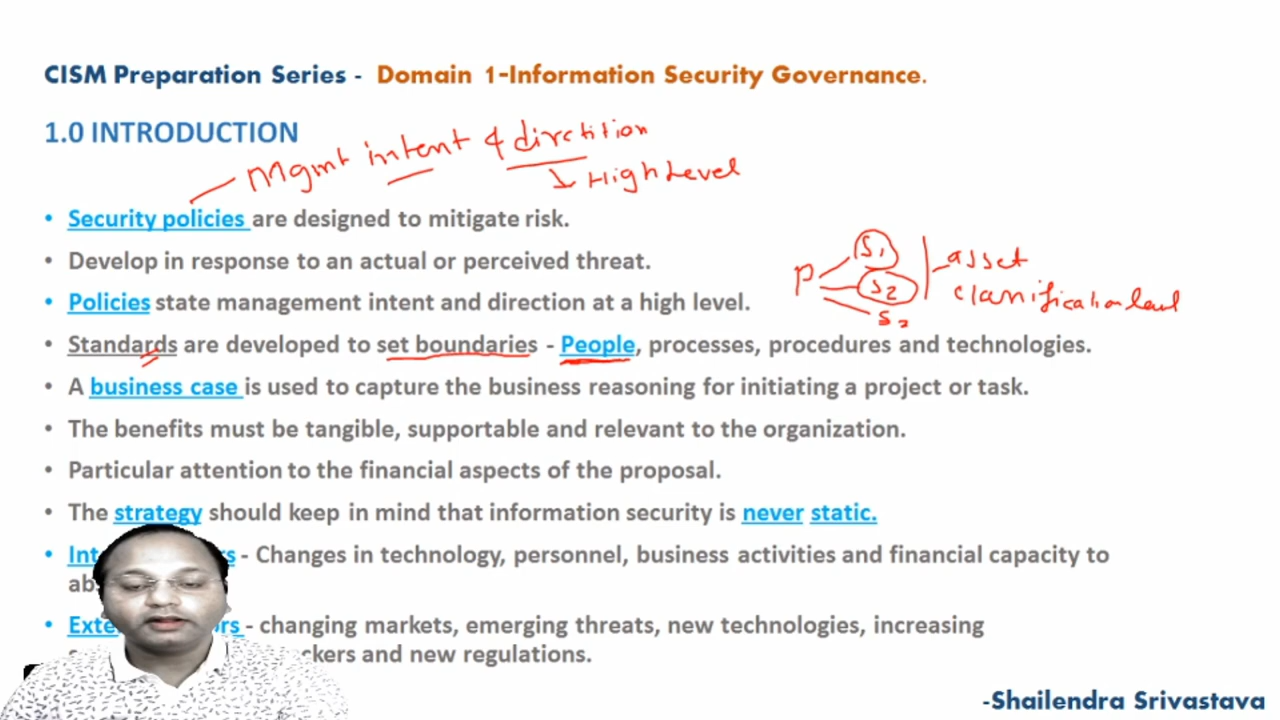 CISM Preparation Series - Domain 1-Information Security Governance.
1.0 INTRODUCTION
Mgmt intent & dirctition
High Level
• Security policies are designed to mitigate risk.
• Develop in response to an actual or perceived threat.
• Policies state management intent and direction at a high level.
P S1 S2 S3
asset
• Standards are developed to set boundaries - People, processes, procedures and technologies.
• A business case is used to capture the business reasoning for initiating a project or task.
• The benefits must be tangible, supportable and relevant to the organization.
• Particular attention to the financial aspects of the proposal.
• The strategy should keep in mind that information security is never static.
- Changes in technology, personnel, business activities and financial capacity to
- changing markets, emerging threats, new technologies, increasing
and new regulations.
-Shailendra Srivastava